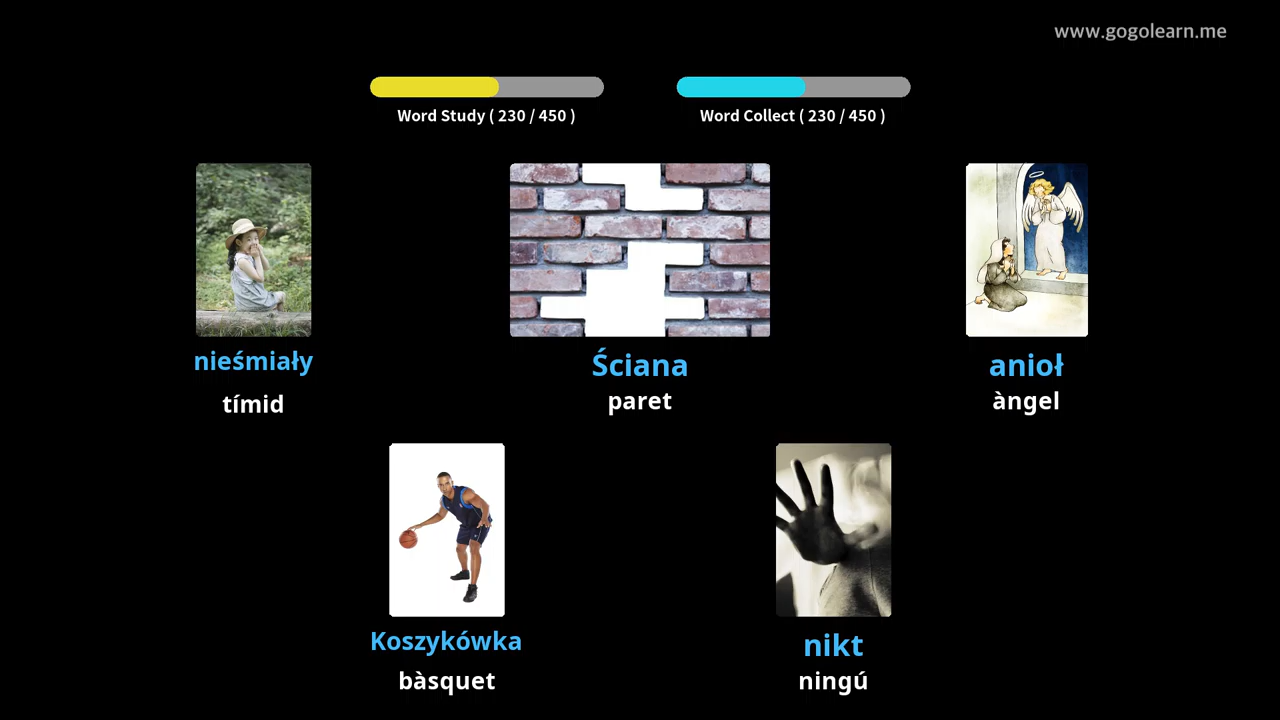 www.gogolearn.me
Word Study ( 230 / 450 )
Word Collect ( 230 / 450 )
nieśmiały
tímid
Ściana
paret
anioł
àngel
Koszykówka
bàsquet
nikt
ningú